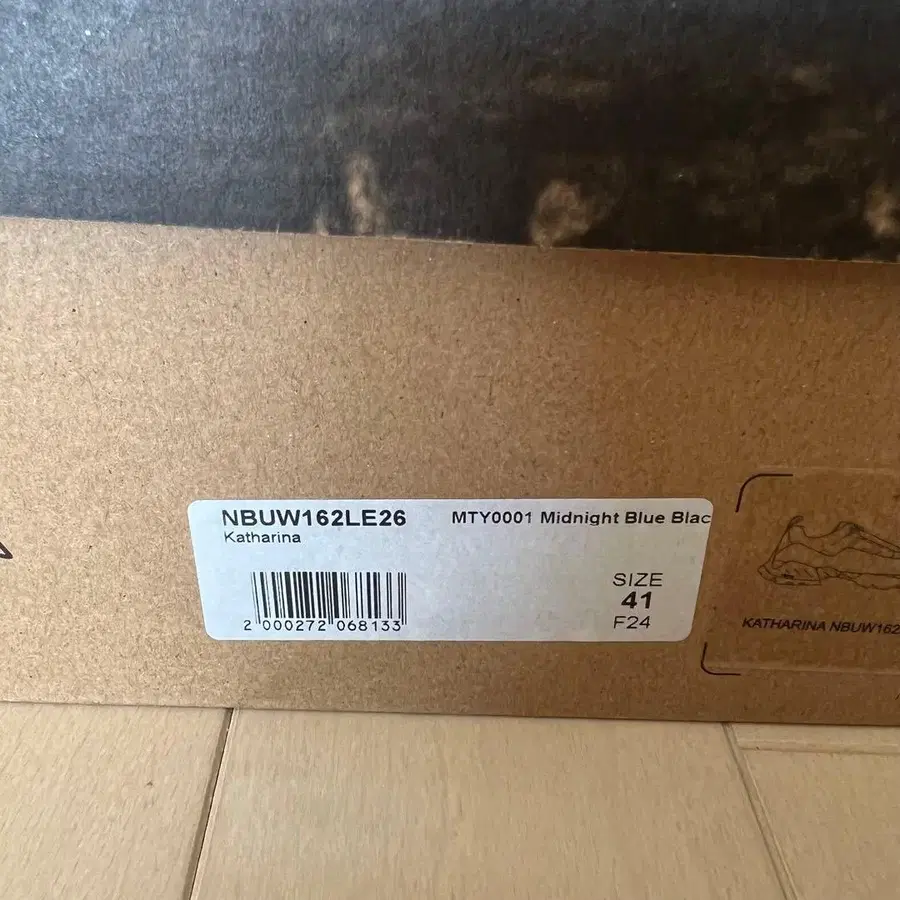 NBUW162LE26
MTY0001 Midnight Blue Blac
Katharina
SIZE
41
F24
2 000272 068133
KATHARINA NBUW162